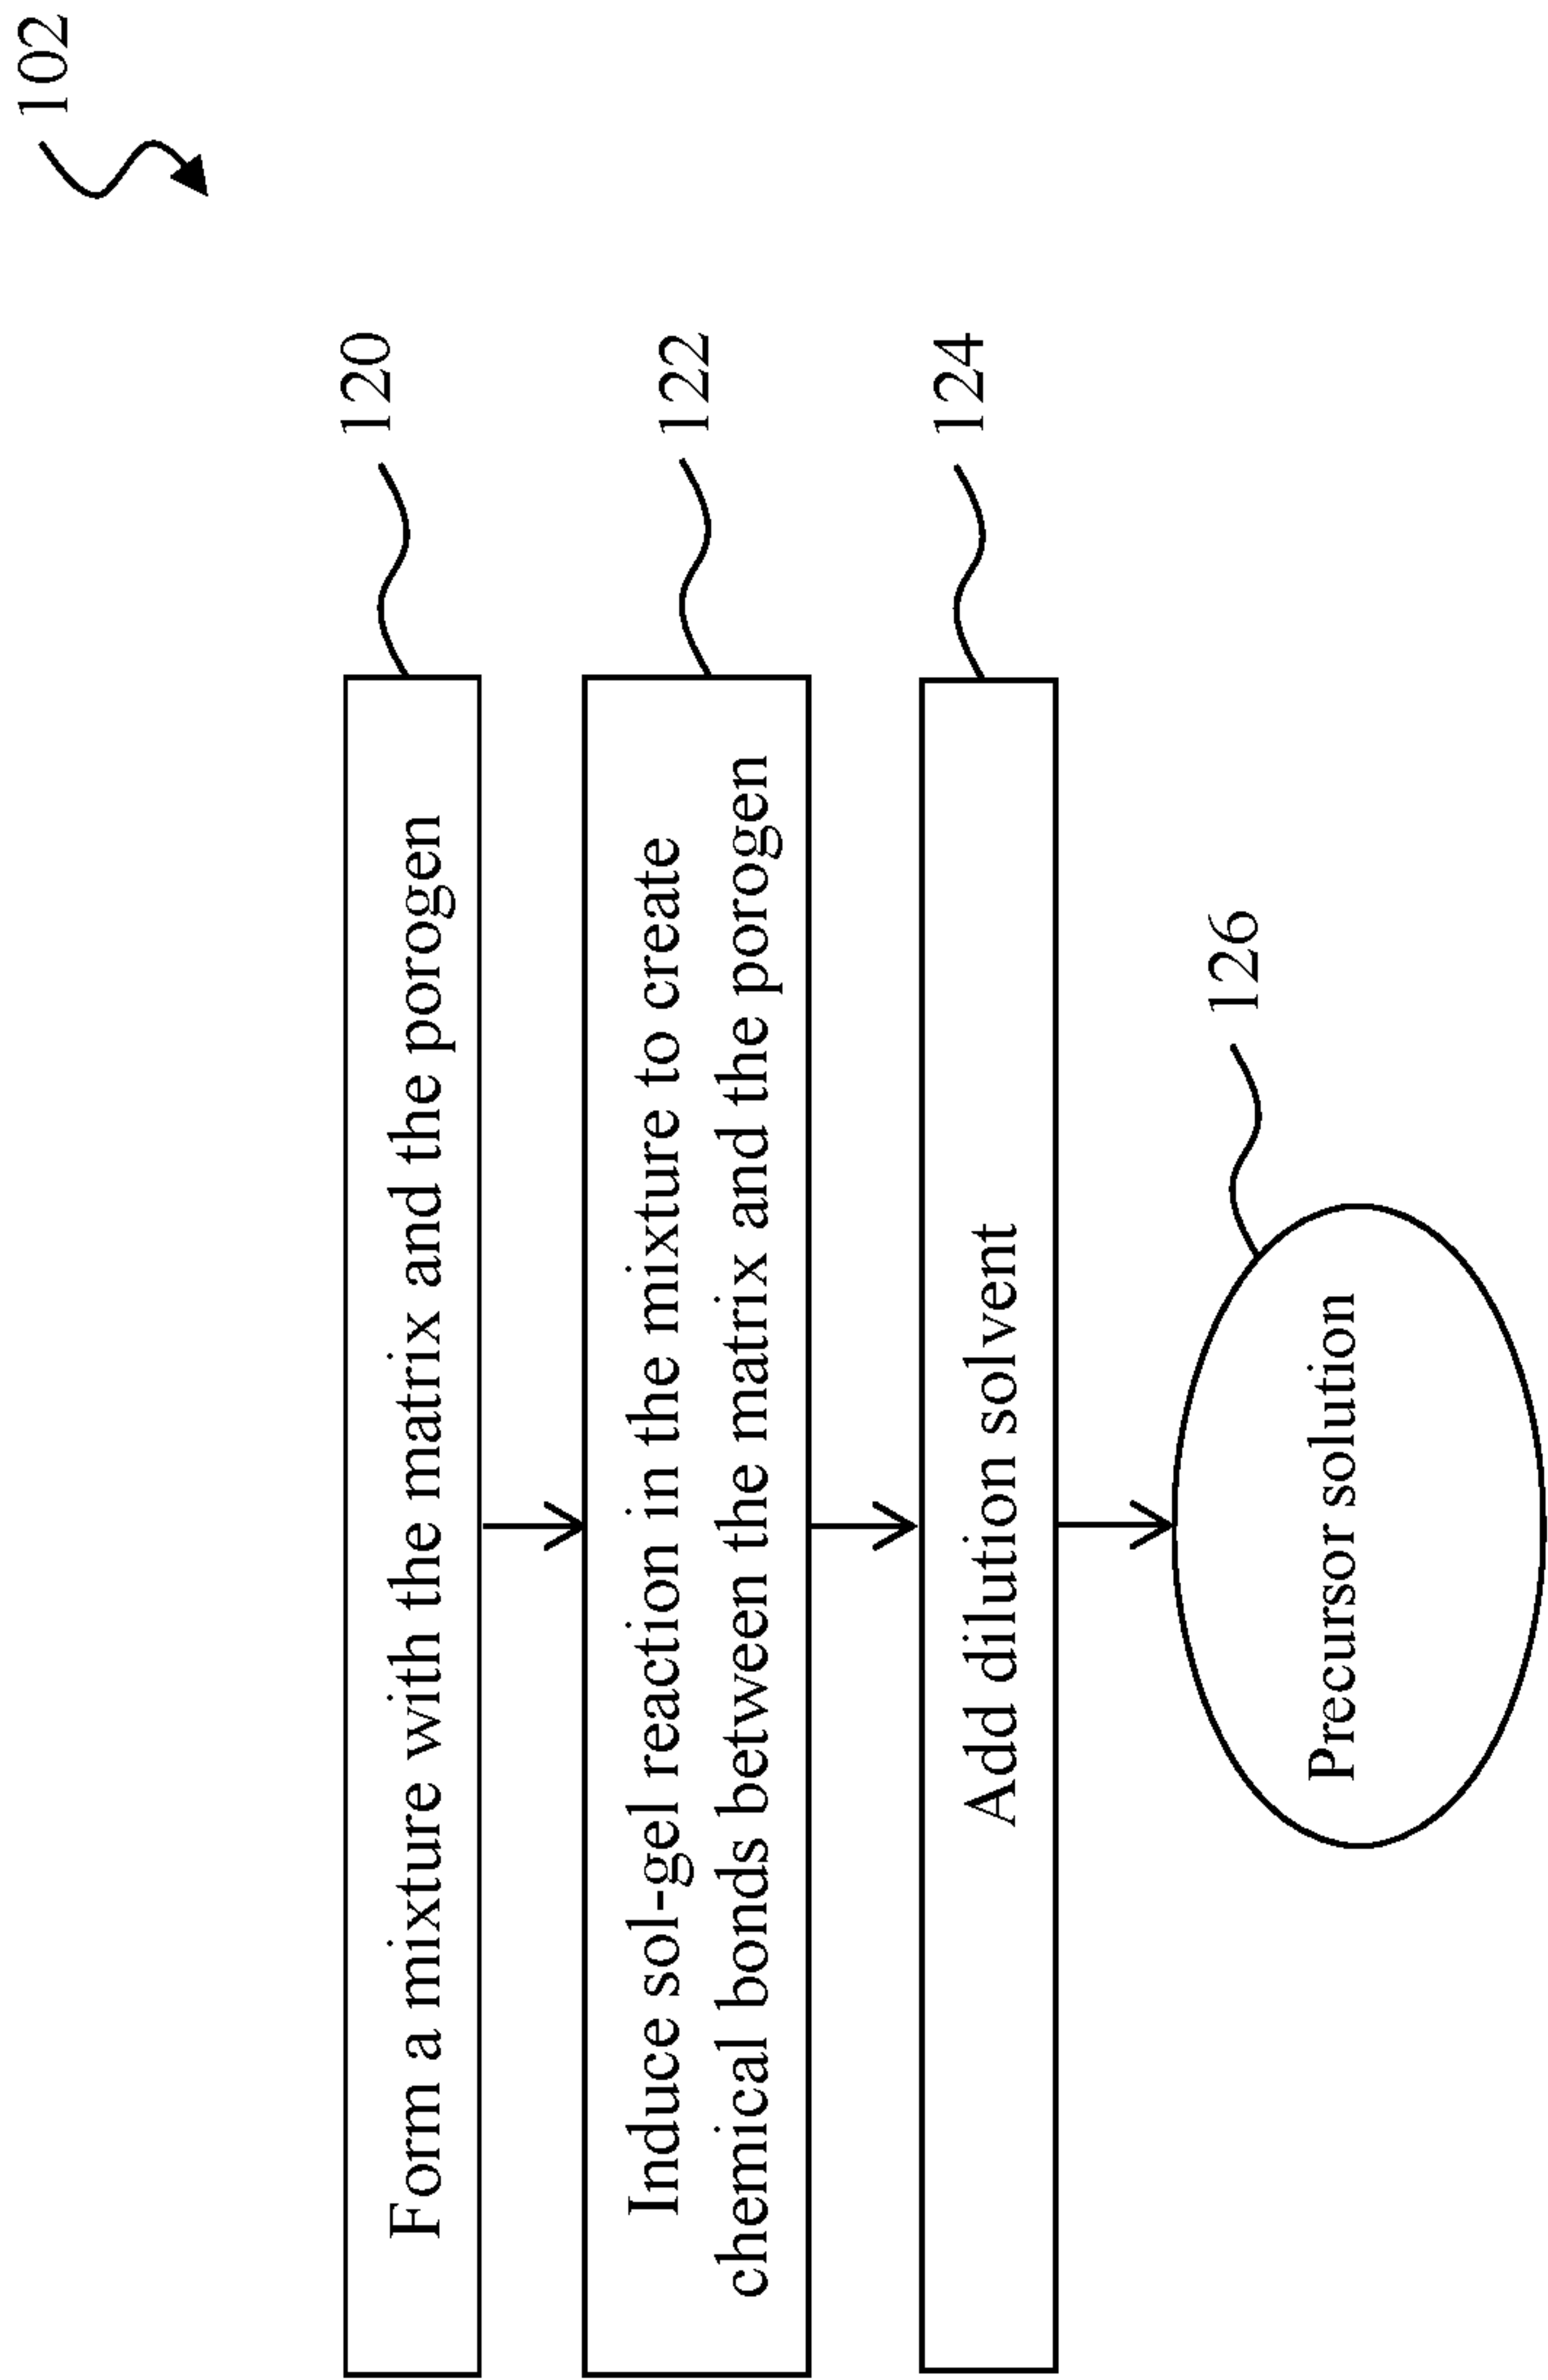 102
Form a mixture with the matrix and the porogen
120
Induce sol-gel reaction in the mixture to create
chemical bonds between the matrix and the porogen
122
Add dilution solvent
124
Precursor solution
126